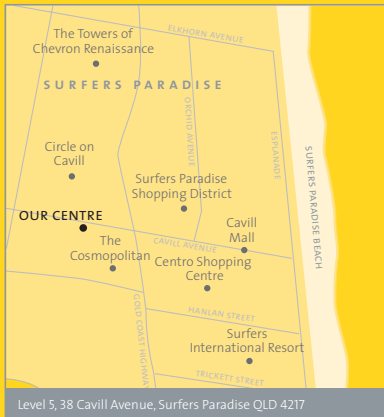 ELKHORN AVENUE
The Towers of
Chevron Renaissance
SURFERS PARADISE
ORCHID AVENUE
ESPLANADE
SURFERS PARADISE BEACH
Circle on
Cavill
Surfers Paradise
Shopping District
OUR CENTRE
Cavill
Mall
The
Cosmopolitan
CAVILL AVENUE
Centro Shopping
Centre
GOLD COAST HIGHWAY
HANLAN STREET
Surfers
International Resort
TRICKETT STREET
Level 5, 38 Cavill Avenue, Surfers Paradise QLD 4217